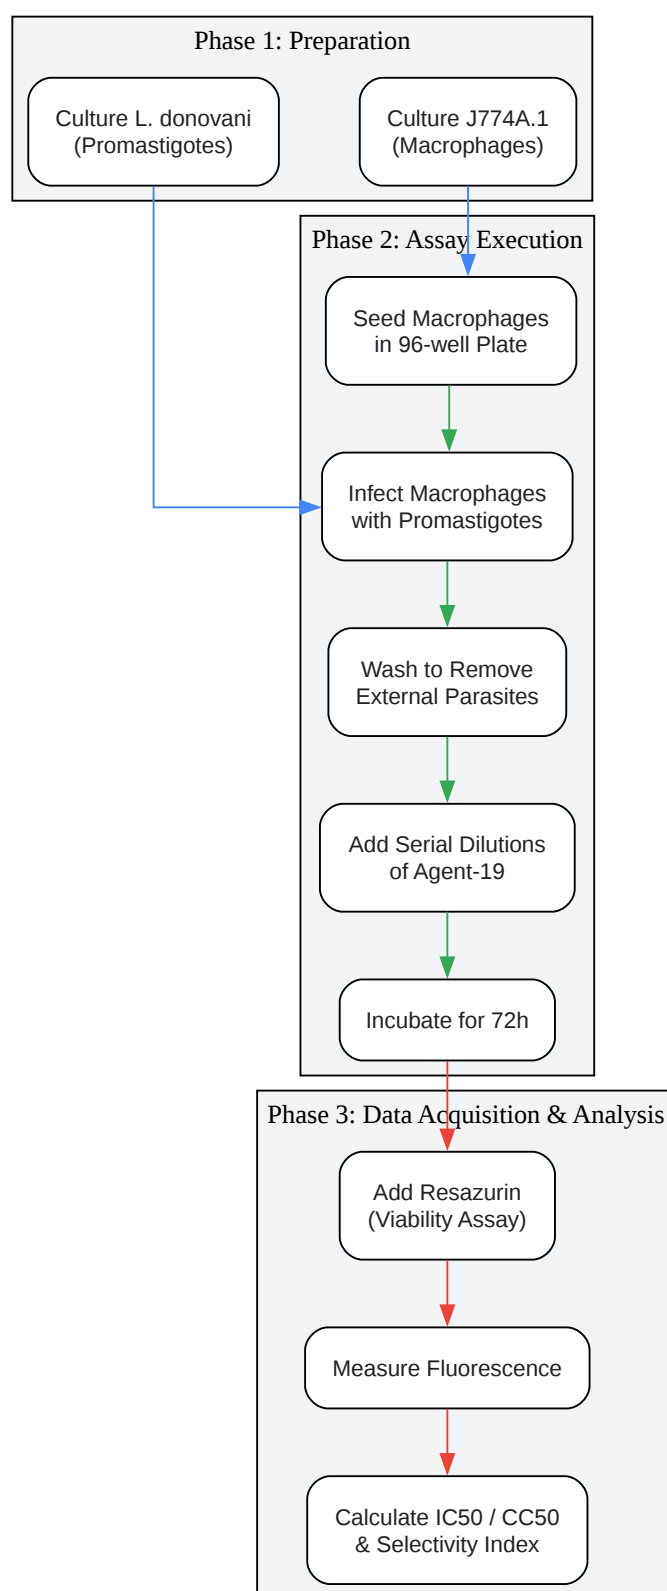 Phase 1: Preparation
Culture L. donovani
(Promastigotes)
Culture J774A.1
(Macrophages)
Phase 2: Assay Execution
Seed Macrophages
in 96-well Plate
Infect Macrophages
with Promastigotes
Wash to Remove
External Parasites
Add Serial Dilutions
of Agent-19
Incubate for 72h
Phase 3: Data Acquisition & Analysis
Add Resazurin
(Viability Assay)
Measure Fluorescence
Calculate IC50 / CC50
& Selectivity Index